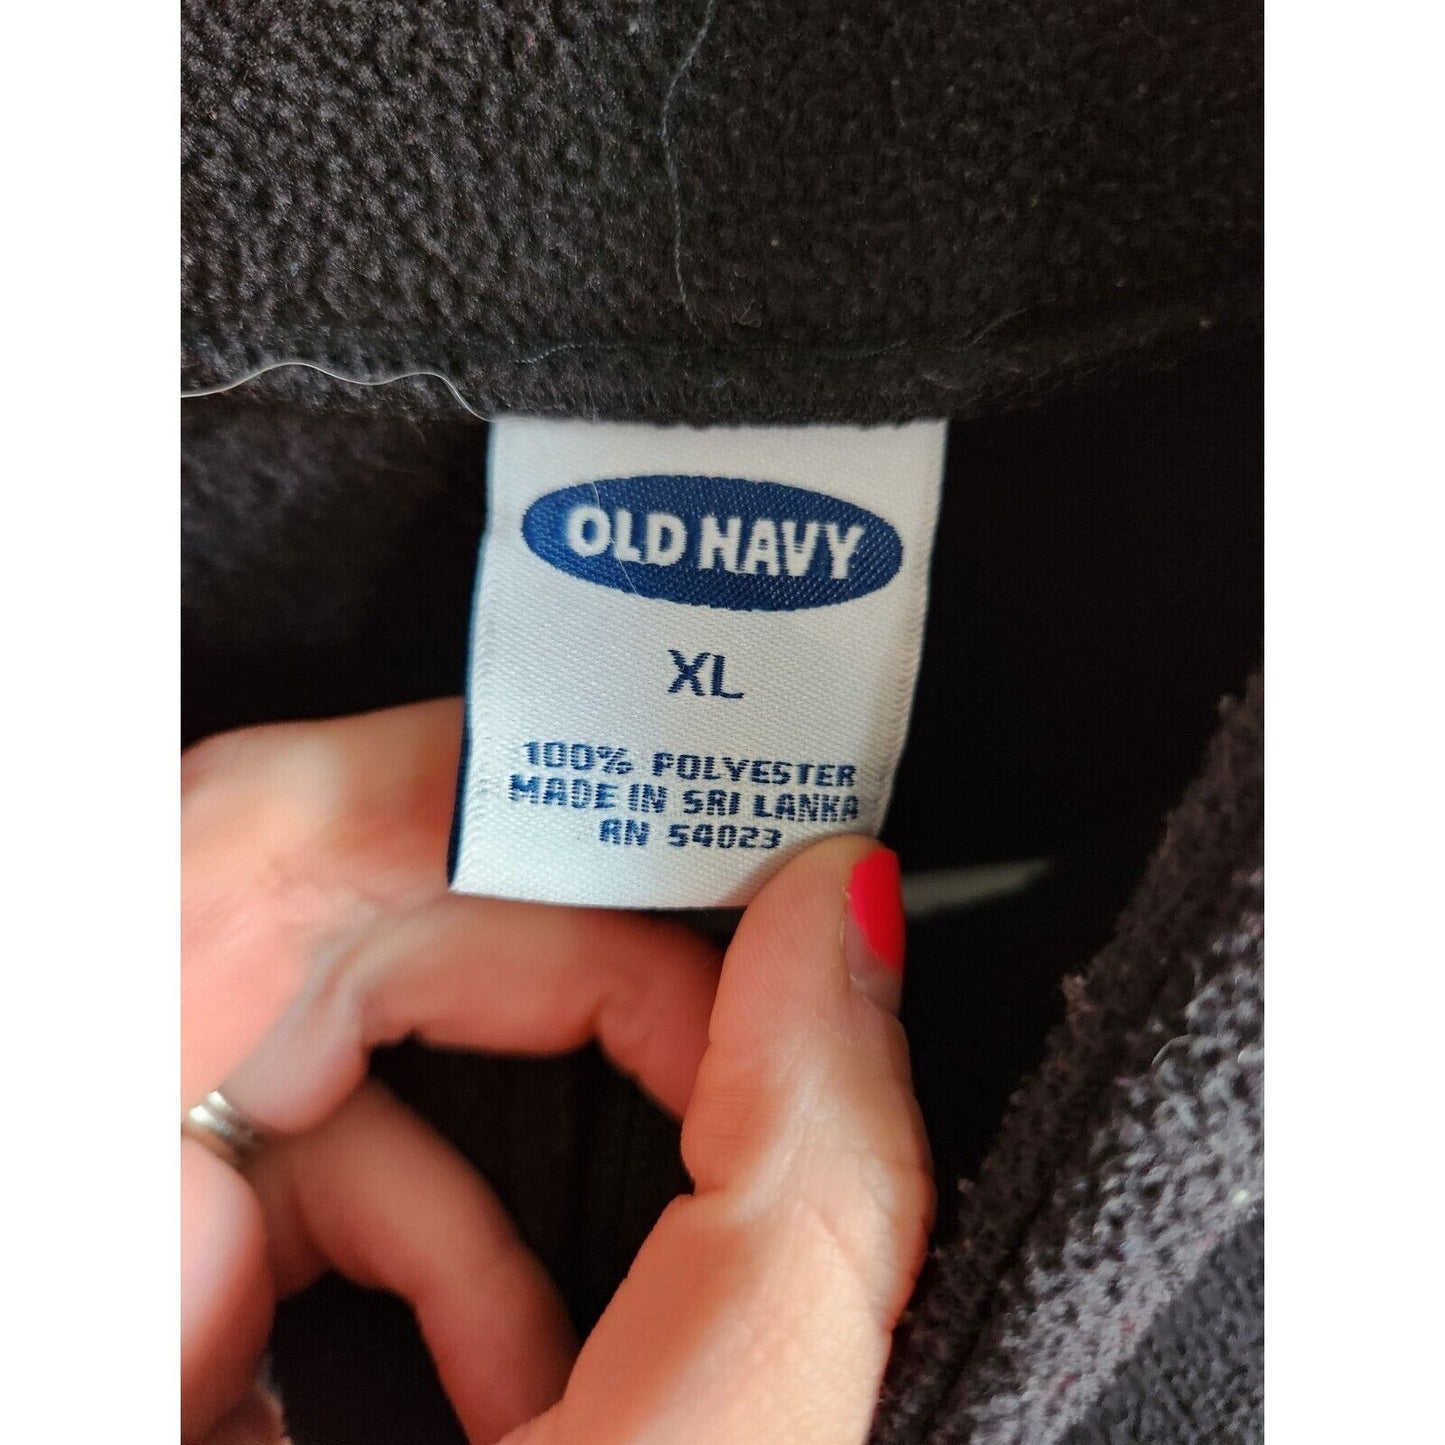 OLD NAVY
XL
100% POLYESTER
MADE IN SRI LANKA
RN 54023